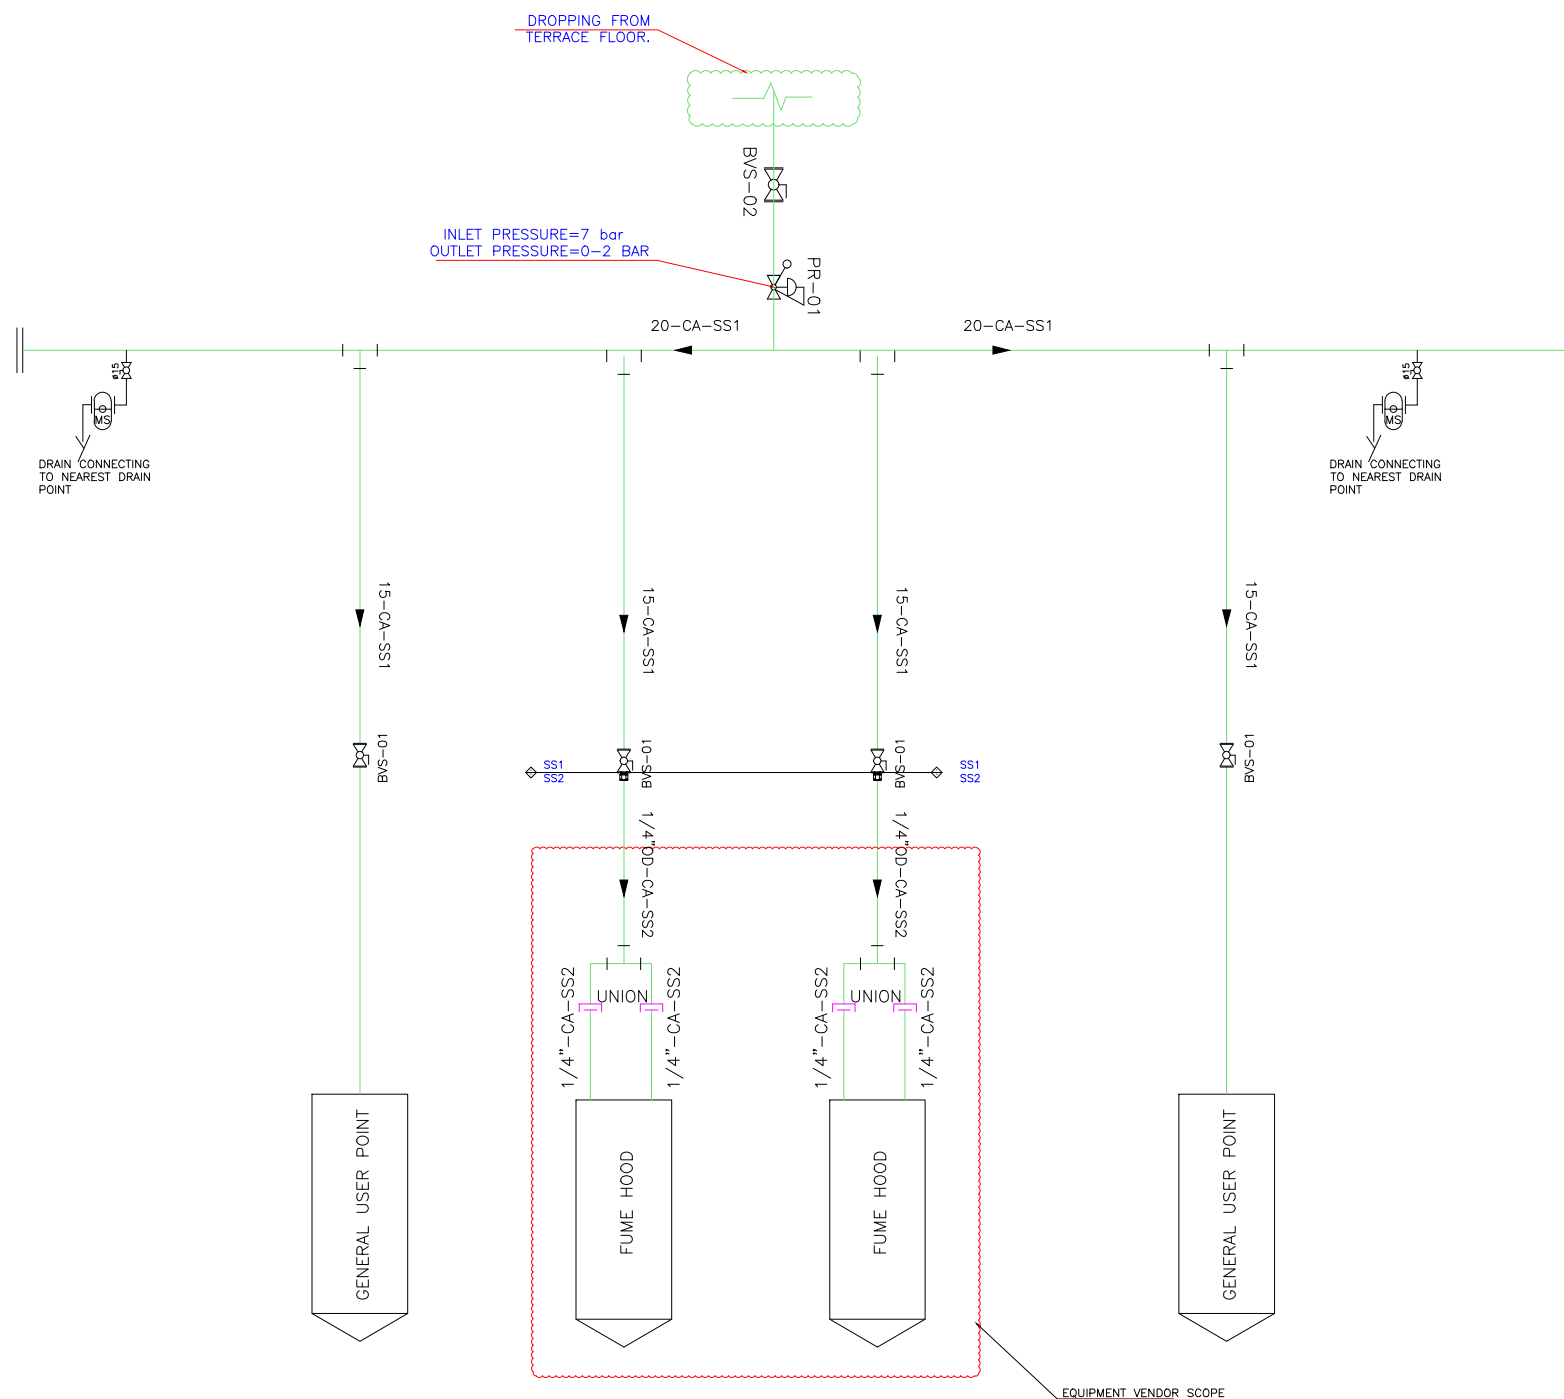 DROPPING FROM
TERRACE FLOOR.
BVS-02
INLET PRESSURE=7 bar
OUTLET PRESSURE=0-2 BAR
PR-01
20-CA-SS1
20-CA-SS1
ø15
MS
DRAIN CONNECTING
TO NEAREST DRAIN
POINT
ø15
MS
DRAIN CONNECTING
TO NEAREST DRAIN
POINT
15-CA-SS1
15-CA-SS1
15-CA-SS1
15-CA-SS1
BVS-01
BVS-01
BVS-01
BVS-01
SS1
SS2
SS1
SS2
1/4"OD-CA-SS2
1/4"OD-CA-SS2
1/4"-CA-SS2
UNION
1/4"-CA-SS2
1/4"-CA-SS2
UNION
1/4"-CA-SS2
GENERAL USER POINT
FUME HOOD
FUME HOOD
GENERAL USER POINT
EQUIPMENT VENDOR SCOPE